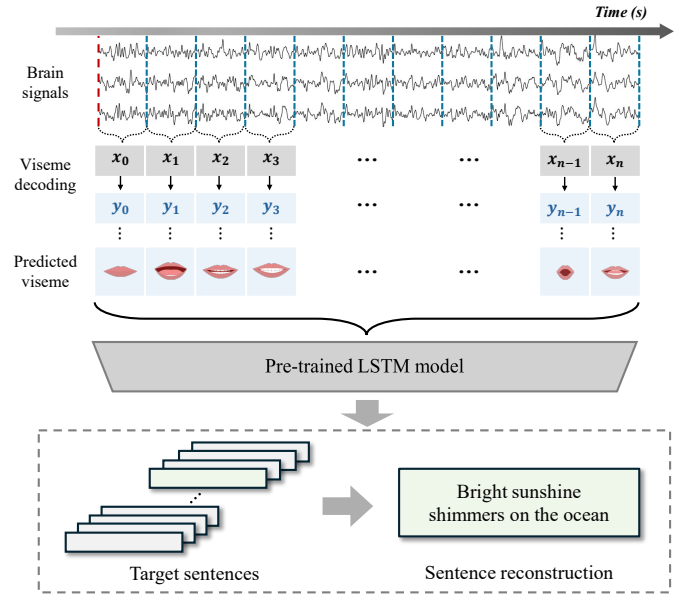 Time (s)
Brain
signals
Viseme
decoding
x₀ x₁ x₂ x₃ ... ... xₙ₋₁ xₙ
y₀ y₁ y₂ y₃ ... ... yₙ₋₁ yₙ
Predicted
viseme
Pre-trained LSTM model
Bright sunshine
shimmers on the ocean
Target sentences
Sentence reconstruction